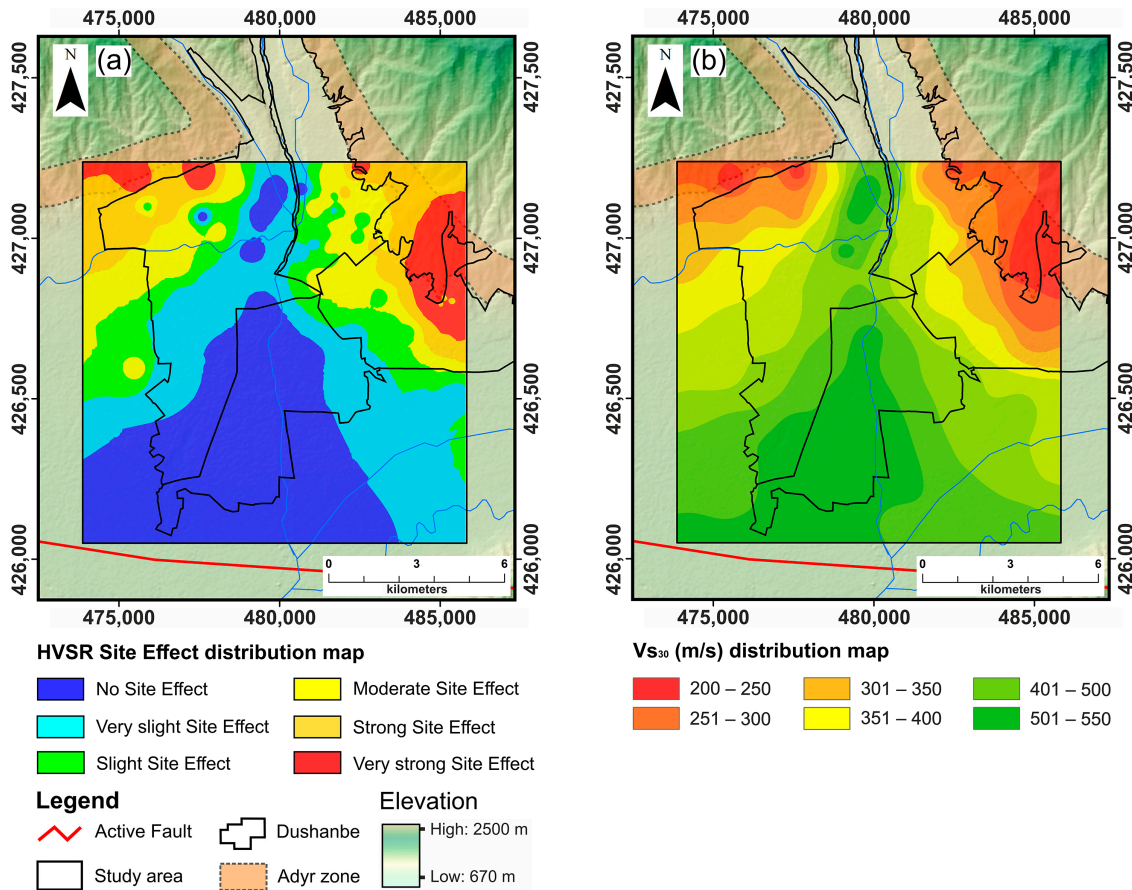 475,000 480,000 485,000 475,000 480,000 485,000
N (a) N (b)
427,500 427,500 427,500 427,500
427,000 427,000 427,000 427,000
426,500 426,500 426,500 426,500
426,000 426,000 426,000 426,000
0 3 6 0 3 6
kilometers kilometers
475,000 480,000 485,000 475,000 480,000 485,000
HVSR Site Effect distribution map
No Site Effect Moderate Site Effect
Very slight Site Effect Strong Site Effect
Slight Site Effect Very strong Site Effect
Legend
Active Fault Dushanbe
Study area Adyr zone
Elevation
High: 2500 m
Low: 670 m
Vs₃₀ (m/s) distribution map
200 – 250 301 – 350 401 – 500
251 – 300 351 – 400 501 – 550